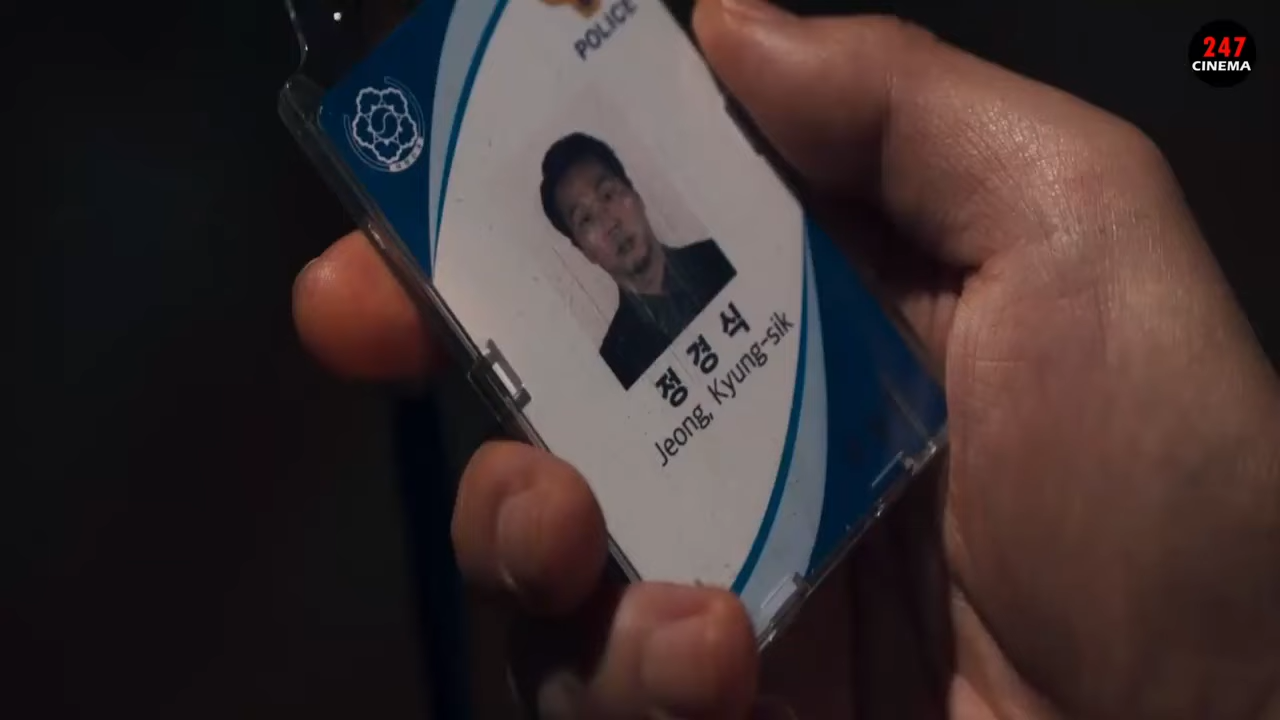 247
CINEMA
POLICE
정경식
Jeong, Kyung-sik